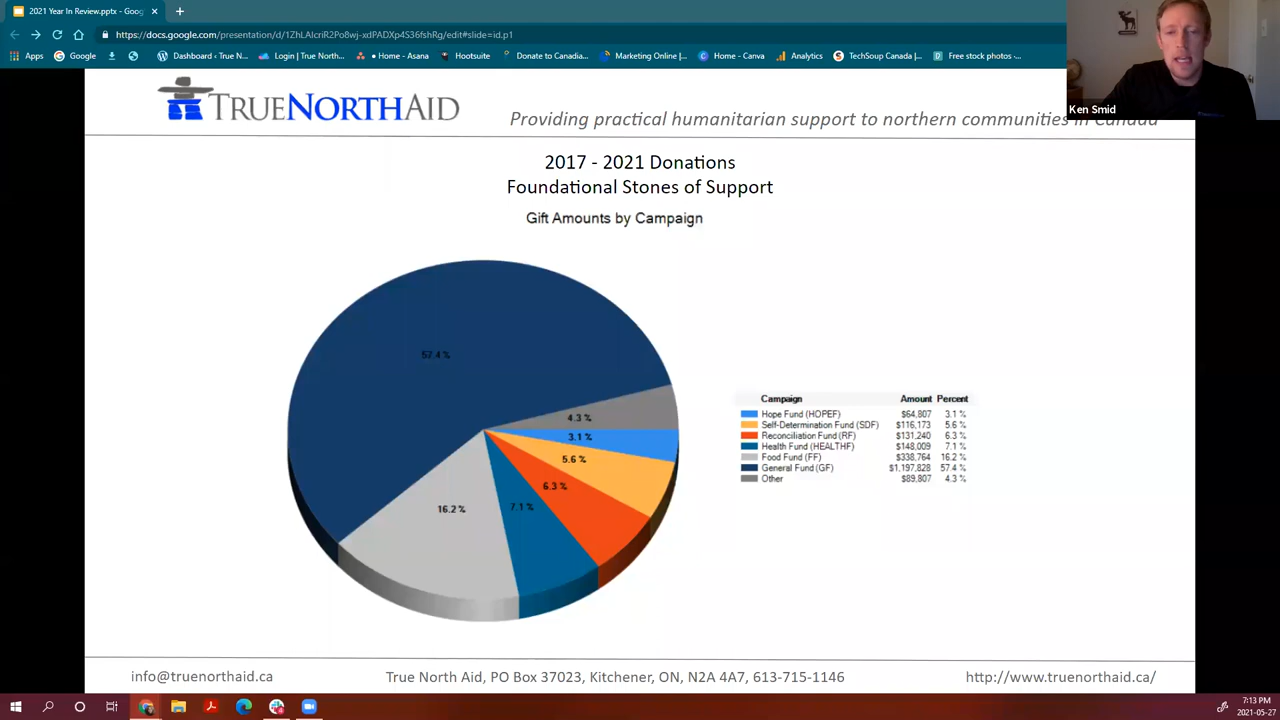 2021 Year In Review.pptx - Goog
https://docs.google.com/presentation/d/1ZhLAlcriR2Po8wj-xdPADXp4S36fshRg/edit#slide=id.p1
Apps Google Dashboard ‹ True N... Login | True North... • Home - Asana Hootsuite Donate to Canadia... Marketing Online |... Home - Canva Analytics TechSoup Canada |... Free stock photos -...
Ken Smid
TRUENORTHAID
Providing practical humanitarian support to northern communities in Canada
2017 - 2021 Donations
Foundational Stones of Support
Gift Amounts by Campaign
57.4 %
4.3 %
3.1 %
5.6 %
6.3 %
7.1 %
16.2 %
Campaign Amount Percent
Hope Fund (HOPEF) $64,807 3.1 %
Self-Determination Fund (SDF) $116,173 5.6 %
Reconciliation Fund (RF) $131,240 6.3 %
Health Fund (HEALTHF) $148,009 7.1 %
Food Fund (FF) $338,764 16.2 %
General Fund (GF) $1,197,828 57.4 %
Other $89,807 4.3 %
info@truenorthaid.ca True North Aid, PO Box 37023, Kitchener, ON, N2A 4A7, 613-715-1146 http://www.truenorthaid.ca/
7:13 PM
2021-05-27